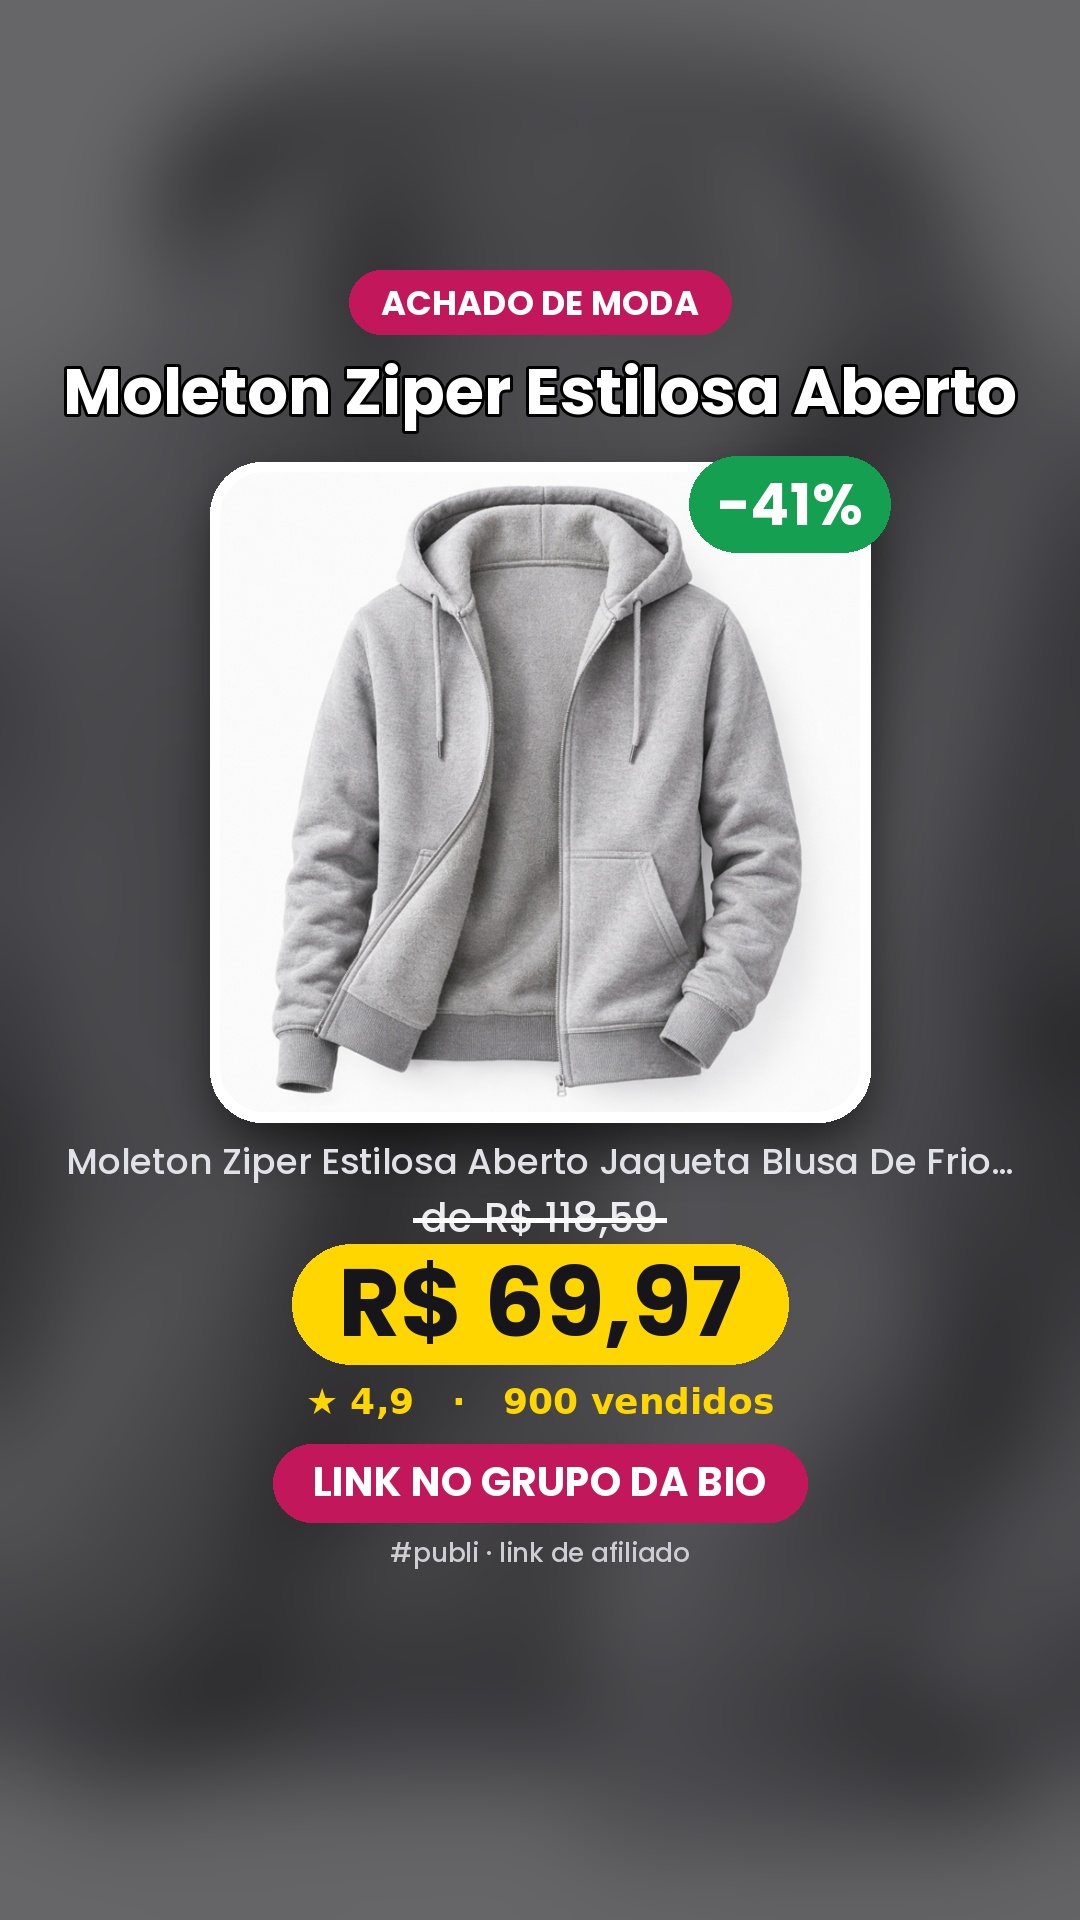 ACHADO DE MODA
Moleton Ziper Estilosa Aberto
-41%
Moleton Ziper Estilosa Aberto Jaqueta Blusa De Frio...
de R$ 118,59
R$ 69,97
★ 4,9 · 900 vendidos
LINK NO GRUPO DA BIO
#publi · link de afiliado